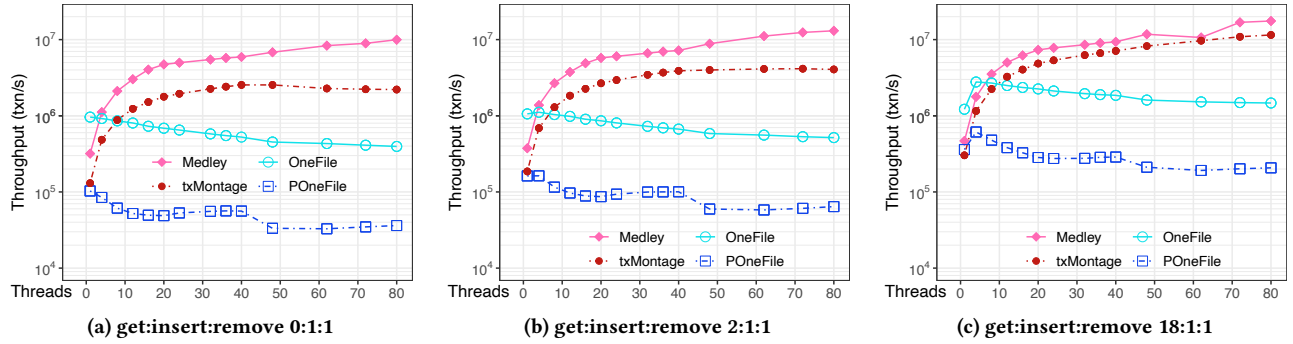 Throughput (txn/s)
10^7
10^6
10^5
10^4
Medley
OneFile
txMontage
POneFile
Threads
0 10 20 30 40 50 60 70 80
(a) get:insert:remove 0:1:1
Throughput (txn/s)
10^7
10^6
10^5
10^4
Medley
OneFile
txMontage
POneFile
Threads
0 10 20 30 40 50 60 70 80
(b) get:insert:remove 2:1:1
Throughput (txn/s)
10^7
10^6
10^5
10^4
Medley
OneFile
txMontage
POneFile
Threads
0 10 20 30 40 50 60 70 80
(c) get:insert:remove 18:1:1